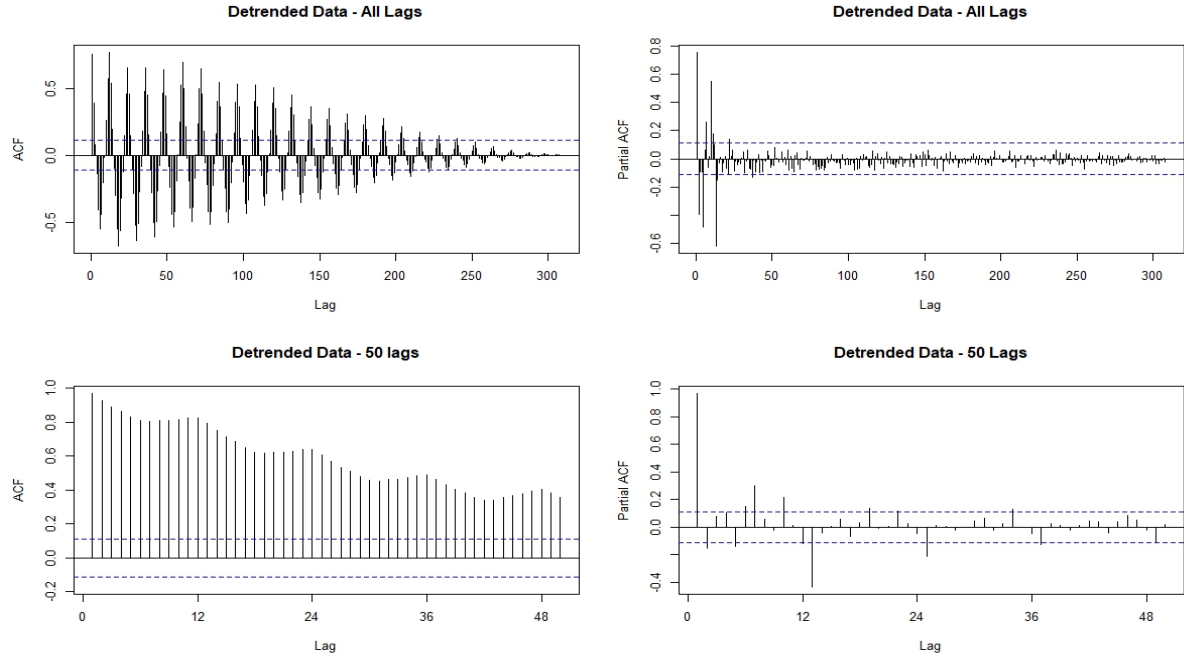 Detrended Data - All Lags
ACF
0.5
0.0
-0.5
0 50 100 150 200 250 300
Lag
Detrended Data - All Lags
Partial ACF
0.8
0.6
0.4
0.2
0.0
-0.2
-0.6
0 50 100 150 200 250 300
Lag
Detrended Data - 50 lags
ACF
1.0
0.8
0.6
0.4
0.2
0.0
-0.2
0 12 24 36 48
Lag
Detrended Data - 50 Lags
Partial ACF
1.0
0.8
0.6
0.4
0.2
0.0
-0.4
0 12 24 36 48
Lag